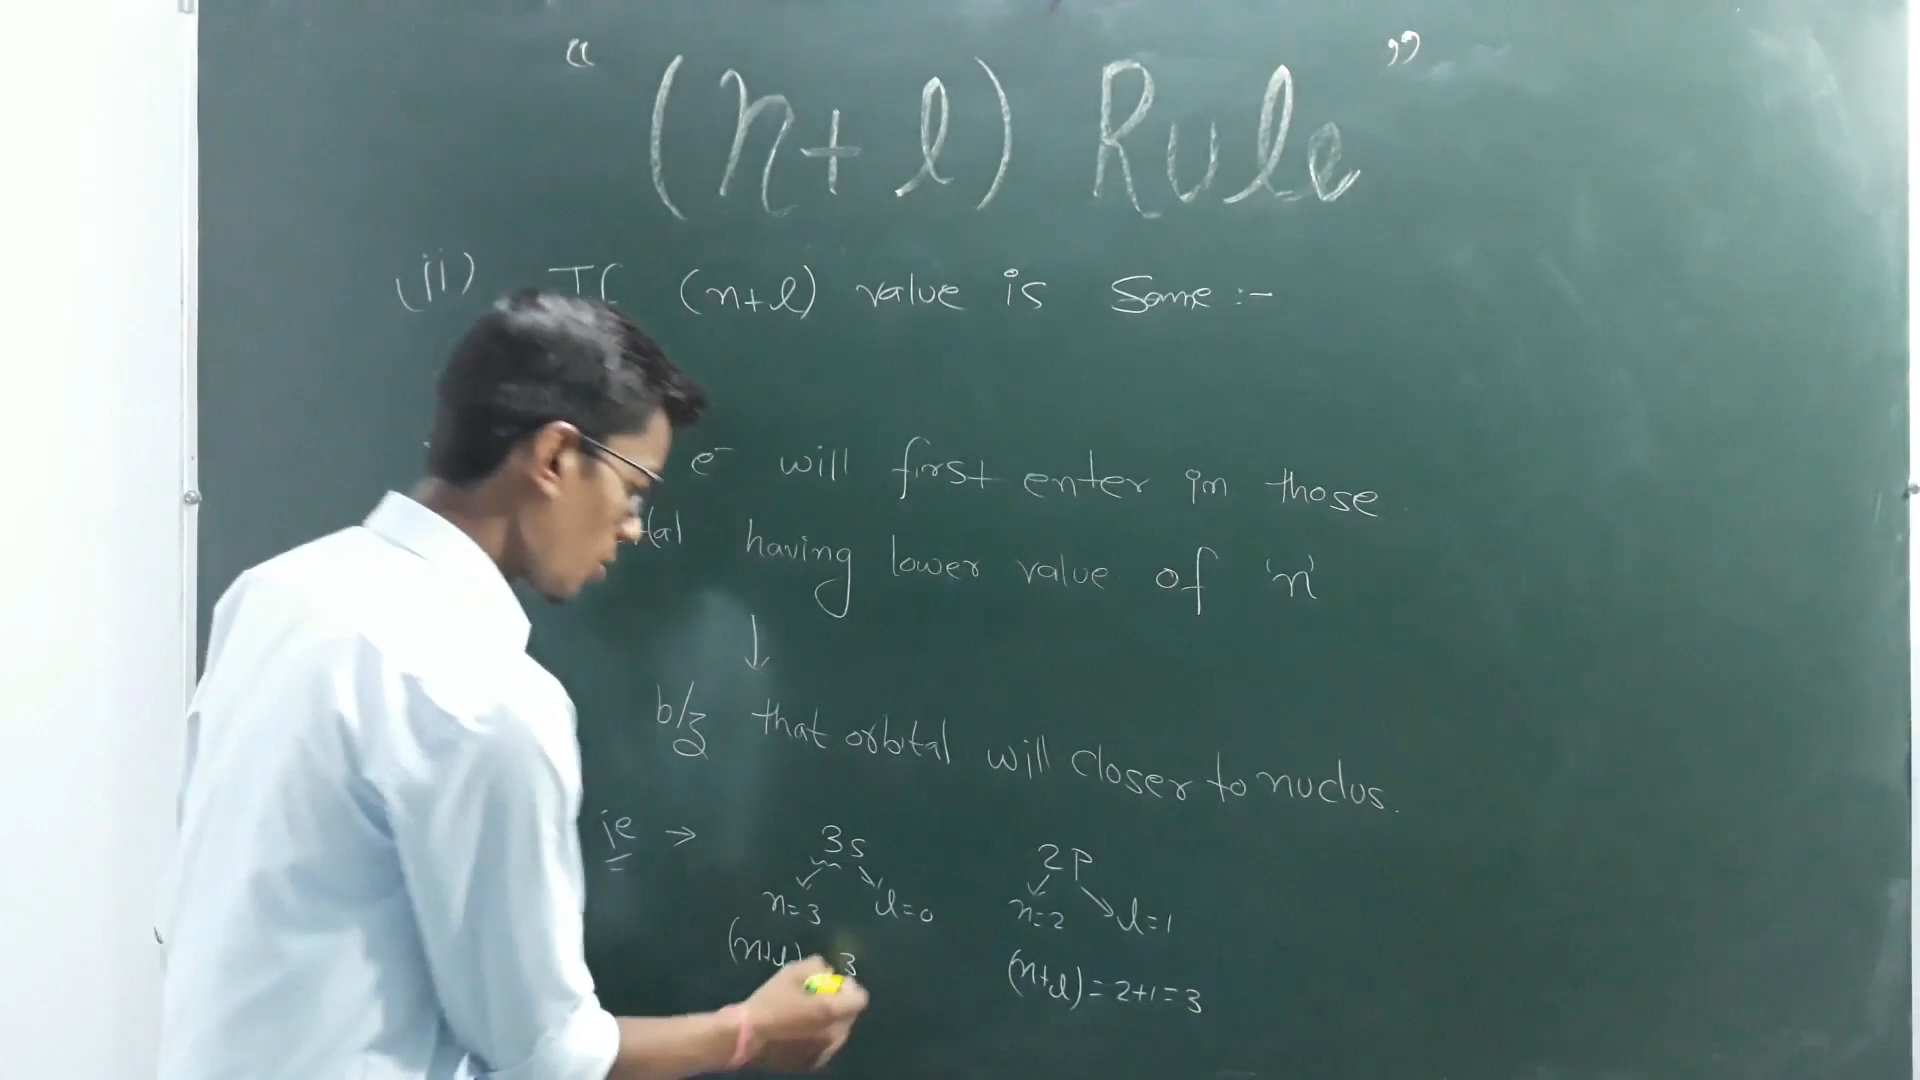 "(n+l) Rule"
(ii) If (n+l) value is same :-
e⁻ will first enter in those
having lower value of 'n'
↓
b/z that orbital will closer to nuclus.
ie →
3s 2p
n=3 l=0 n=2 l=1
(n+l) 3 (n+l) = 2+1 = 3